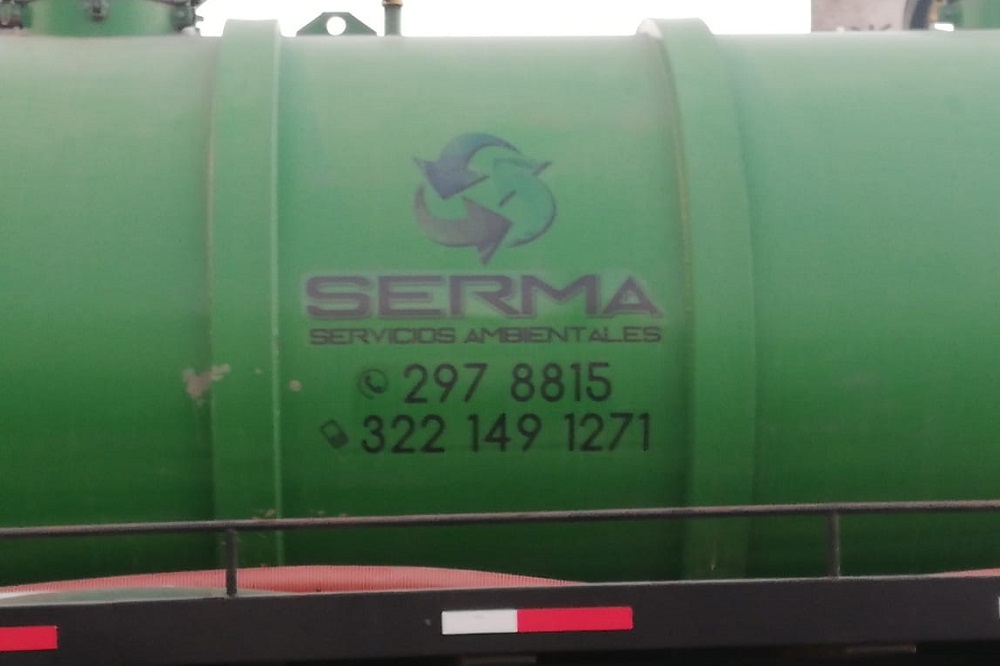 SERMA
SERVICIOS AMBIENTALES
297 8815
322 149 1271